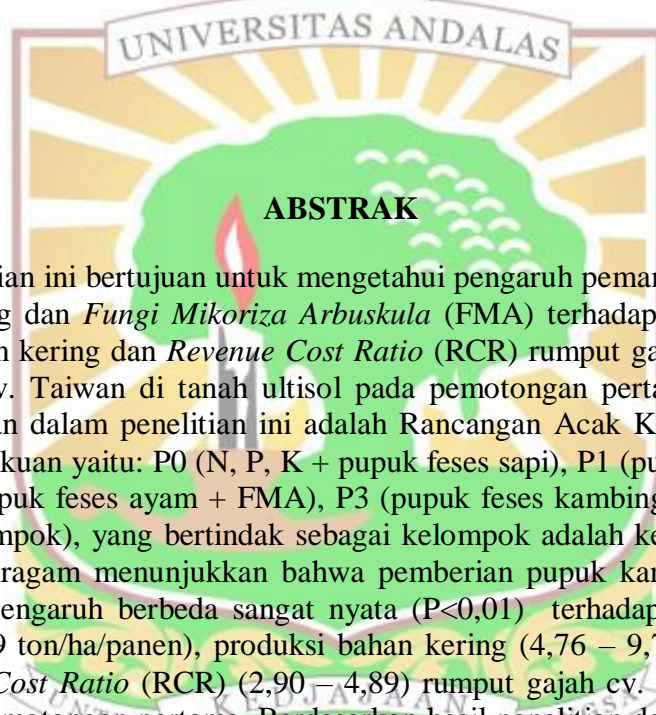 UNIVERSITAS ANDALAS
ABSTRAK
ian ini bertujuan untuk mengetahui pengaruh peman
g dan Fungi Mikoriza Arbuskula (FMA) terhadap
n kering dan Revenue Cost Ratio (RCR) rumput ga
v. Taiwan di tanah ultisol pada pemotongan perta
an dalam penelitian ini adalah Rancangan Acak K
kuan yaitu: P0 (N, P, K + pupuk feses sapi), P1 (pu
puk feses ayam + FMA), P3 (pupuk feses kambing
mpok), yang bertindak sebagai kelompok adalah ke
ragam menunjukkan bahwa pemberian pupuk kan
engaruh berbeda sangat nyata (P<0,01) terhadap
9 ton/ha/panen), produksi bahan kering (4,76 – 9,7
Cost Ratio (RCR) (2,90 – 4,89) rumput gajah cv.